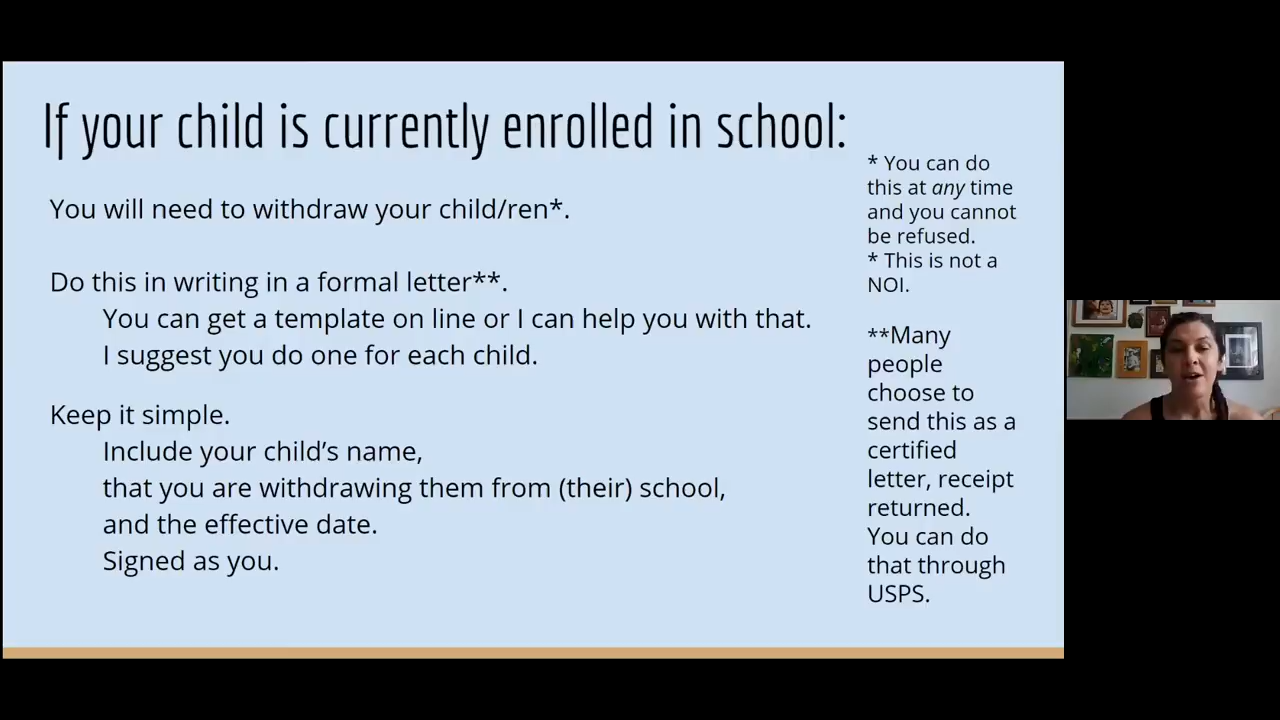 If your child is currently enrolled in school:
You will need to withdraw your child/ren*.
Do this in writing in a formal letter**.
You can get a template on line or I can help you with that.
I suggest you do one for each child.
Keep it simple.
Include your child’s name,
that you are withdrawing them from (their) school,
and the effective date.
Signed as you.
* You can do
this at any time
and you cannot
be refused.
* This is not a
NOI.
**Many
people
choose to
send this as a
certified
letter, receipt
returned.
You can do
that through
USPS.